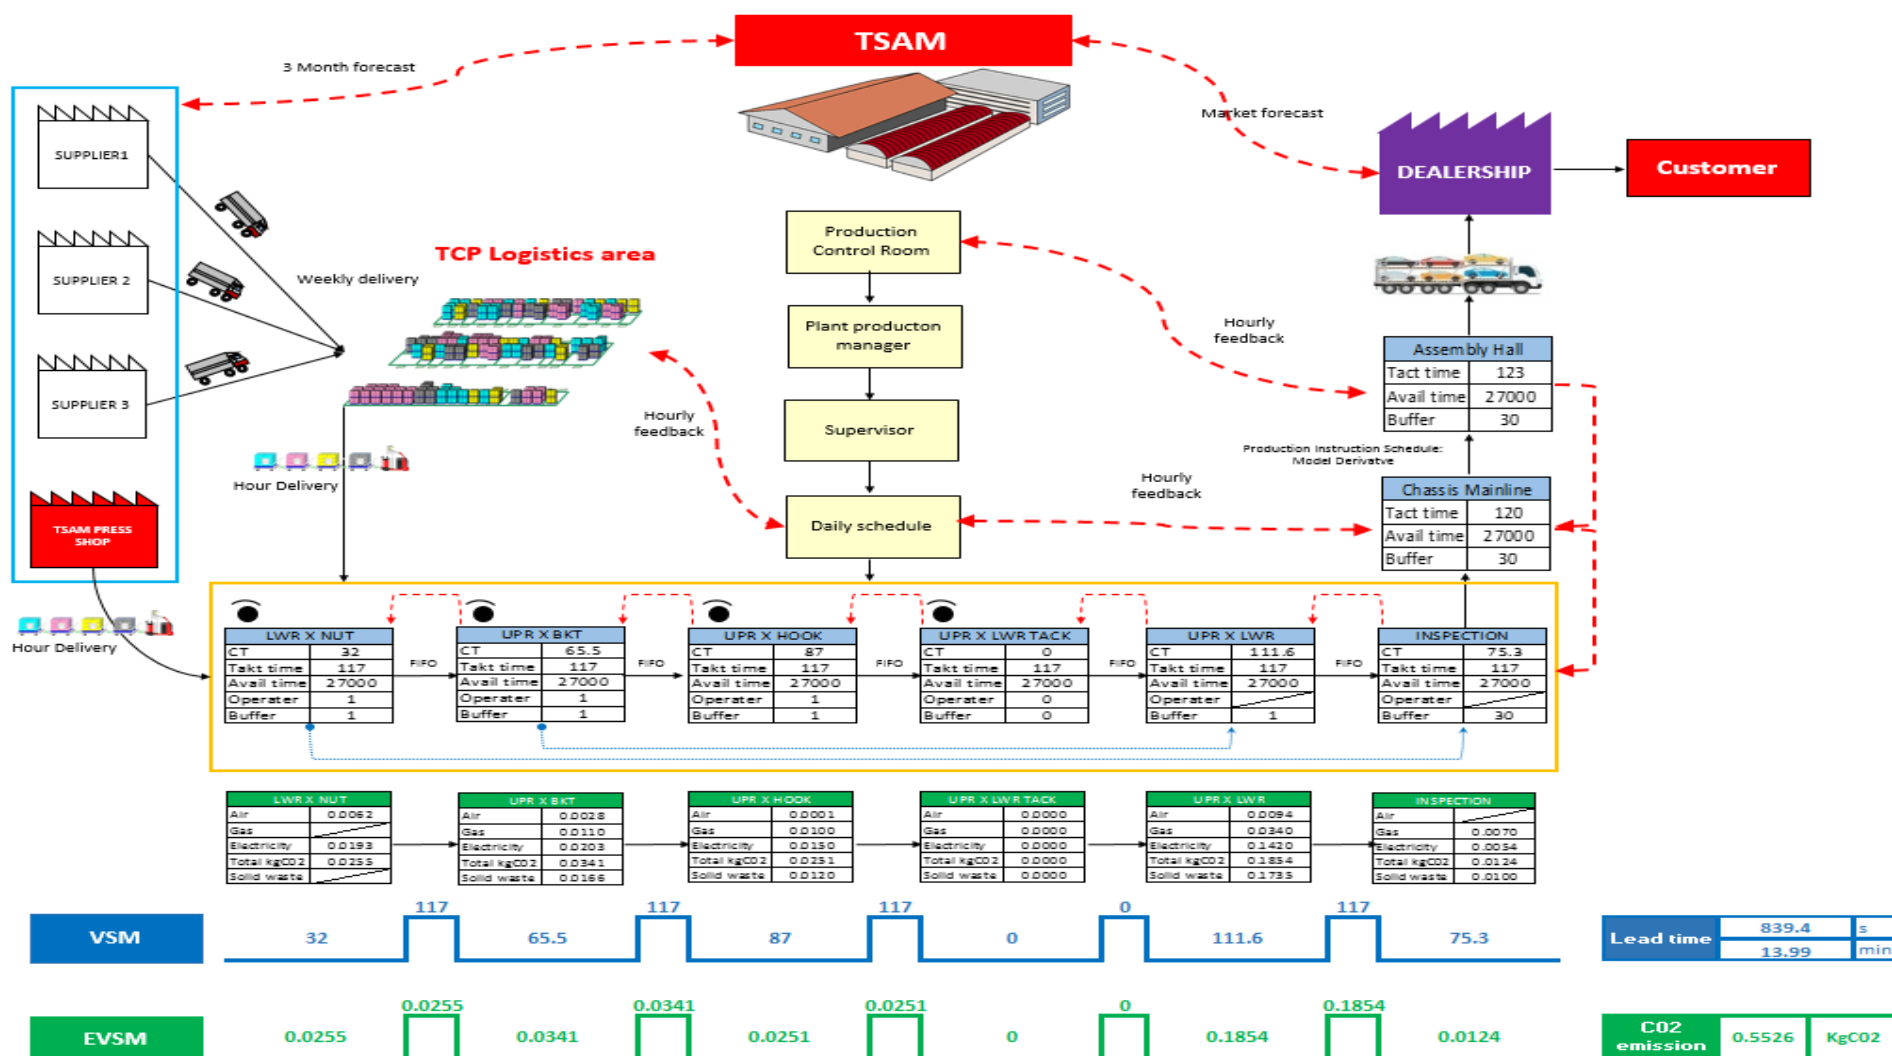 TSAM
3 Month forecast
Market forecast
SUPPLIER1
DEALERSHIP
Customer
Production
Control Room
TCP Logistics area
SUPPLIER 2
Weekly delivery
Plant producton
manager
Hourly
feedback
Assembly Hall
Tact time 123
Avail time 27000
Buffer 30
SUPPLIER 3
Hourly
feedback
Supervisor
Production Instruction Schedule:
Model Derivatve
Hour Delivery
Hourly
feedback
Chassis Mainline
Tact time 120
Avail time 27000
Buffer 30
TSAM PRESS
SHOP
Daily schedule
Hour Delivery
LWR X NUT
CT 32
Takt time 117
Avail time 27000
Operater 1
Buffer 1
FIFO
UPR X BKT
CT 65.5
Takt time 117
Avail time 27000
Operater 1
Buffer 1
FIFO
UPR X HOOK
CT 87
Takt time 117
Avail time 27000
Operater 1
Buffer 1
FIFO
UPR X LWR TACK
CT 0
Takt time 117
Avail time 27000
Operater 0
Buffer 0
FIFO
UPR X LWR
CT 111.6
Takt time 117
Avail time 27000
Operater
Buffer 1
FIFO
INSPECTION
CT 75.3
Takt time 117
Avail time 27000
Operater
Buffer 30
LWR X NUT
Air 0.0062
Gas
Electricity 0.0193
Total kgC02 0.0255
Solid waste
UPR X BKT
Air 0.0028
Gas 0.0110
Electricity 0.0203
Total kgC02 0.0341
Solid waste 0.0166
UPR X HOOK
Air 0.0001
Gas 0.0100
Electricity 0.0150
Total kgC02 0.0251
Solid waste 0.0120
UPR X LWR TACK
Air 0.0000
Gas 0.0000
Electricity 0.0000
Total kgC02 0.0000
Solid waste 0.0000
UPR X LWR
Air 0.0094
Gas 0.0340
Electricity 0.1420
Total kgC02 0.1854
Solid waste 0.1735
INSPECTION
Air
Gas 0.0070
Electricity 0.0054
Total kgC02 0.0124
Solid waste 0.0100
117 117 117 0 117
VSM 32 65.5 87 0 111.6 75.3
Lead time 839.4 s
13.99 min
0.0255 0.0341 0.0251 0 0.1854
EVSM 0.0255 0.0341 0.0251 0 0.1854 0.0124
C02
emission 0.5526 KgC02